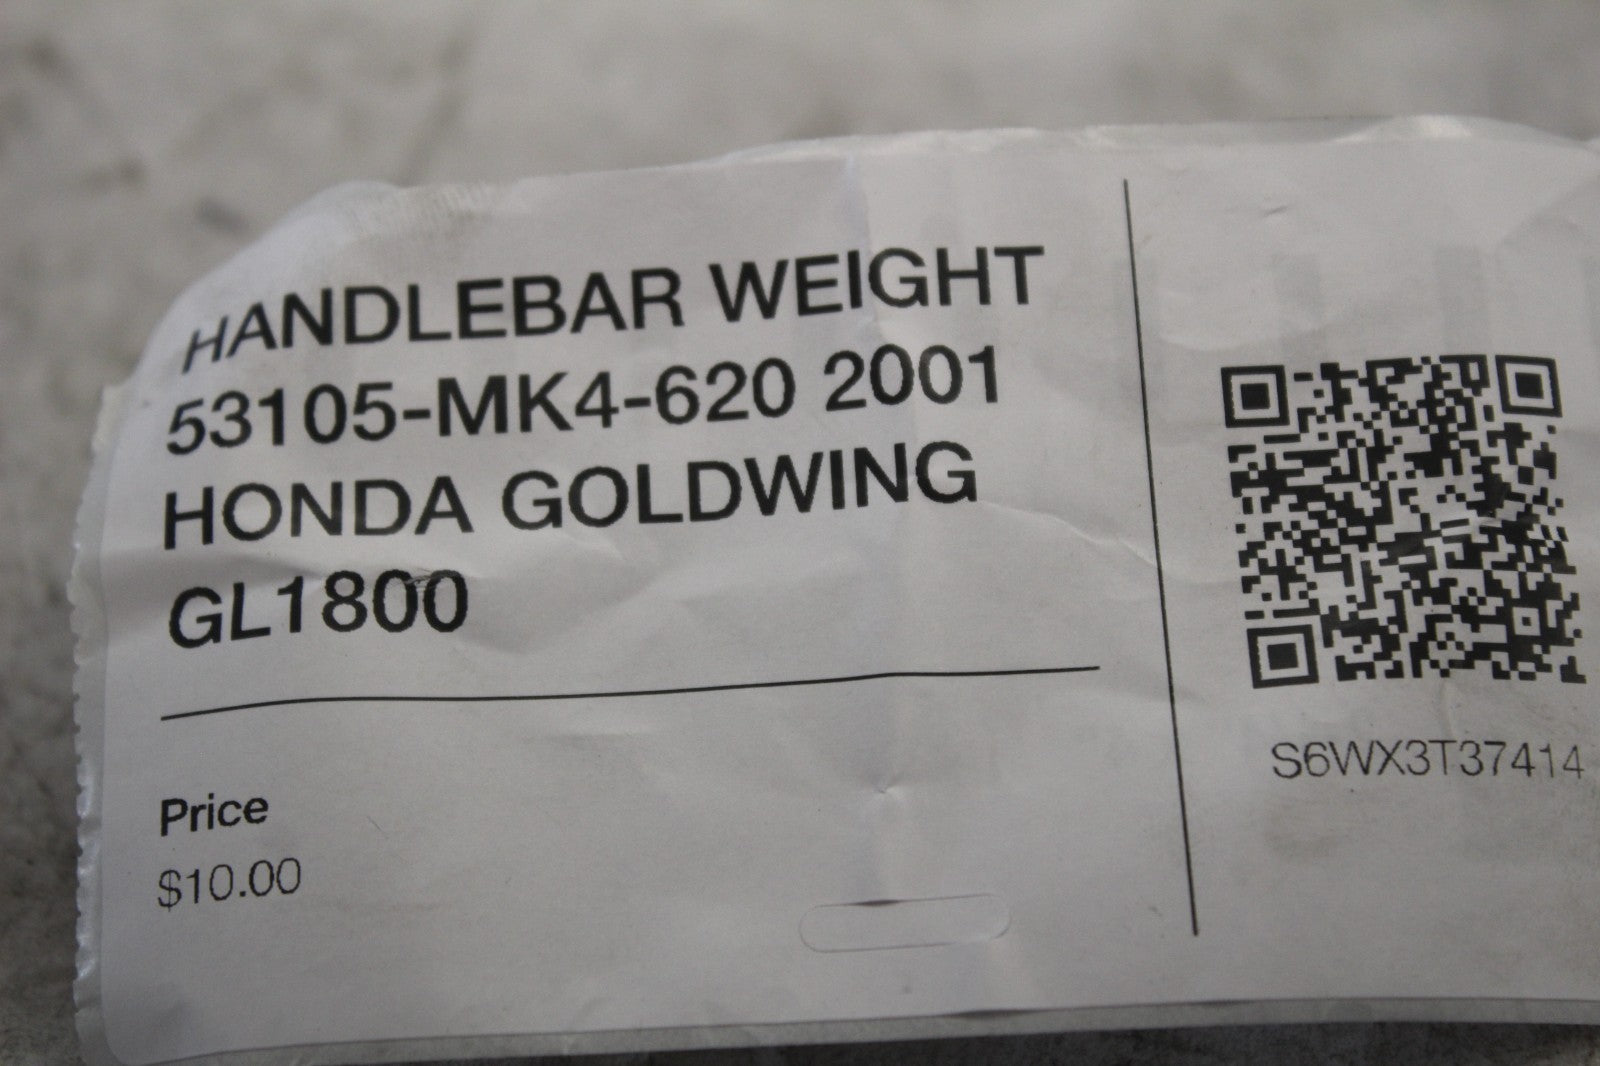 HANDLEBAR WEIGHT
53105-MK4-620 2001
HONDA GOLDWING
GL1800
Price
$10.00
S6WX3T37414